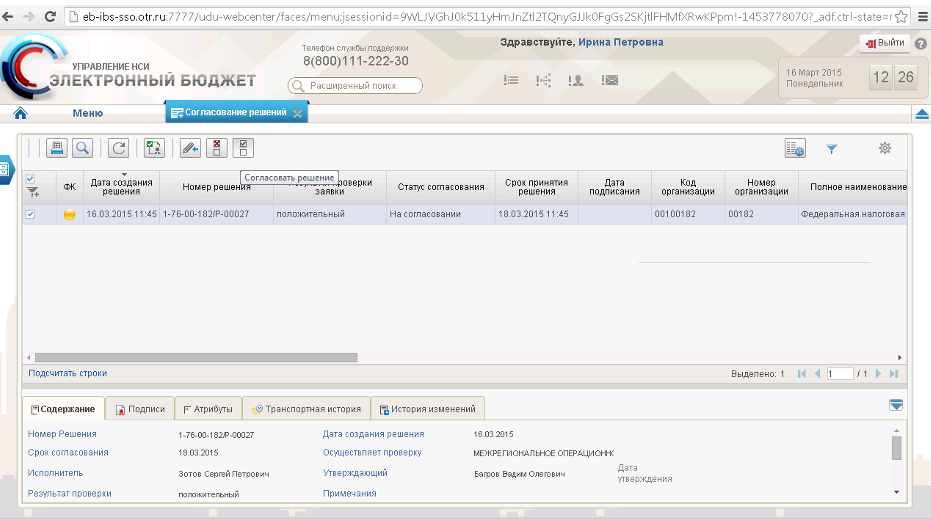 eb-ibs-sso.otr.ru:7777/udu-webcenter/faces/menu;jsessionid=9WLJVGhJ0k511yHmJnZtl2TQnyGJJk0FgGs2SKjtlFHMfXRwKPpm!-1453778070?_adf.ctrl-state=r
УПРАВЛЕНИЕ НСИ
ЭЛЕКТРОННЫЙ БЮДЖЕТ
Телефон службы поддержки
8(800)111-222-30
Расширенный поиск
Здравствуйте, Ирина Петровна
Выйти
16 Март 2015
Понедельник
12 26
Меню
Согласование решений
Согласовать решение
ФК
Дата создания решения
Номер решения
проверки заявки
Статус согласования
Срок принятия решения
Дата подписания
Код организации
Номер организации
Полное наименование
16.03.2015 11:45 1-76-00-182/Р-00027 положительный На согласовании 18.03.2015 11:45 00100182 00182 Федеральная налоговая
Подсчитать строки
Выделено: 1
1 / 1
Содержание Подписи Атрибуты Транспортная история История изменений
Номер Решения 1-76-00-182/Р-00027 Дата создания решения 16.03.2015
Срок согласования 18.03.2015 Осуществляет проверку МЕЖРЕГИОНАЛЬНОЕ ОПЕРАЦИОНН
Исполнитель Зотов Сергей Петрович Утверждающий Багров Вадим Олегович Дата утверждения
Результат проверки положительный Примечания